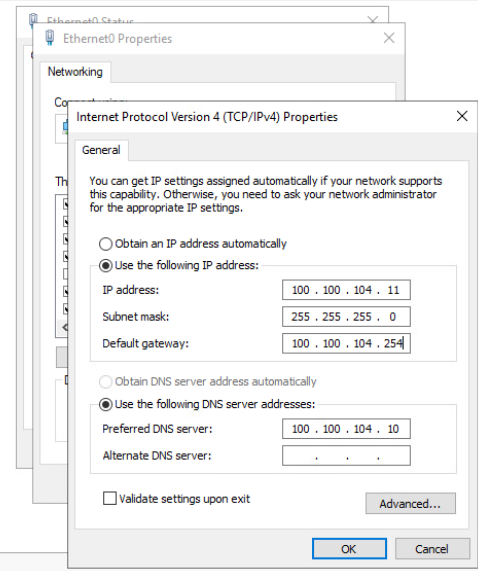 Ethernet0 Status
Ethernet0 Properties
Networking
Internet Protocol Version 4 (TCP/IPv4) Properties
General
You can get IP settings assigned automatically if your network supports
this capability. Otherwise, you need to ask your network administrator
for the appropriate IP settings.
Obtain an IP address automatically
Use the following IP address:
IP address:
100 . 100 . 104 . 11
Subnet mask:
255 . 255 . 255 . 0
Default gateway:
100 . 100 . 104 . 254
Obtain DNS server address automatically
Use the following DNS server addresses:
Preferred DNS server:
100 . 100 . 104 . 10
Alternate DNS server:
. . .
Validate settings upon exit
Advanced...
OK
Cancel